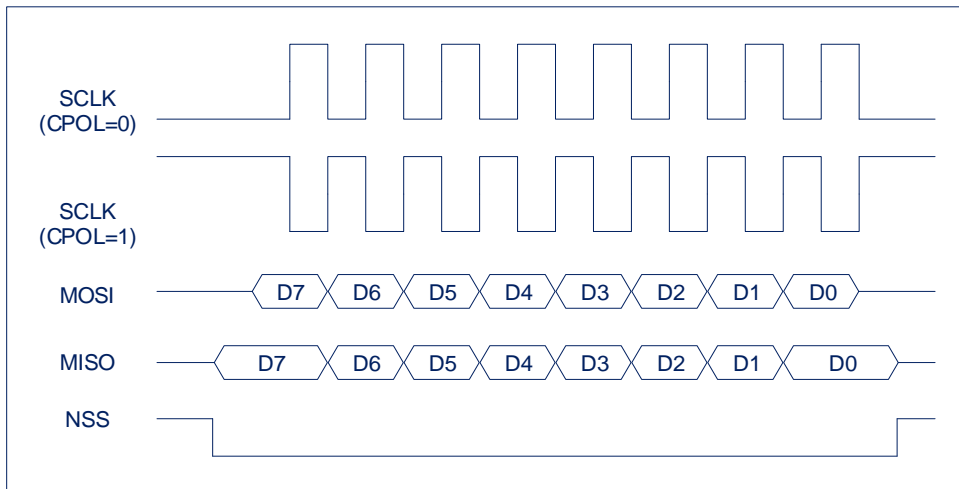 SCLK
(CPOL=0)
SCLK
(CPOL=1)
MOSI D7 D6 D5 D4 D3 D2 D1 D0
MISO D7 D6 D5 D4 D3 D2 D1 D0
NSS